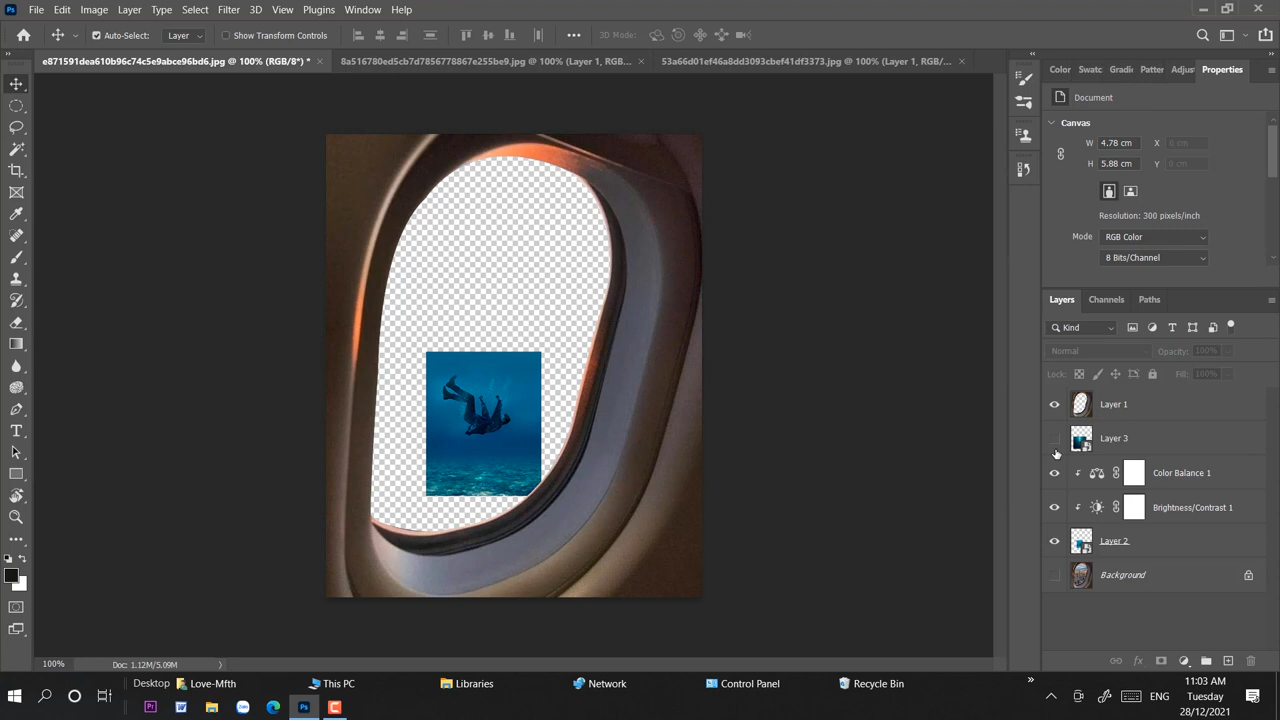 Ps File Edit Image Layer Type Select Filter 3D View Plugins Window Help
Auto-Select: Layer Show Transform Controls 3D Mode:
e871591dea610b96c74c5e9abce96bd6.jpg @ 100% (RGB/8*) * 8a516780ed5cb7d7856778867e255be9.jpg @ 100% (Layer 1, RGB... 53a66d01ef46a8dd3093cbef41df3373.jpg @ 100% (Layer 1, RGB/...
Color Swatc Gradi Patter Adjus Properties
Document
Canvas
W 4.78 cm X 0 cm
H 5.88 cm Y 0 cm
Resolution: 300 pixels/inch
Mode RGB Color
8 Bits/Channel
Layers Channels Paths
Kind
Normal Opacity: 100%
Lock: Fill: 100%
Layer 1
Layer 3
Color Balance 1
Brightness/Contrast 1
Layer 2
Background
100% Doc: 1.12M/5.09M
Desktop Love-Mfth This PC Libraries Network Control Panel Recycle Bin
11:03 AM
ENG Tuesday
28/12/2021